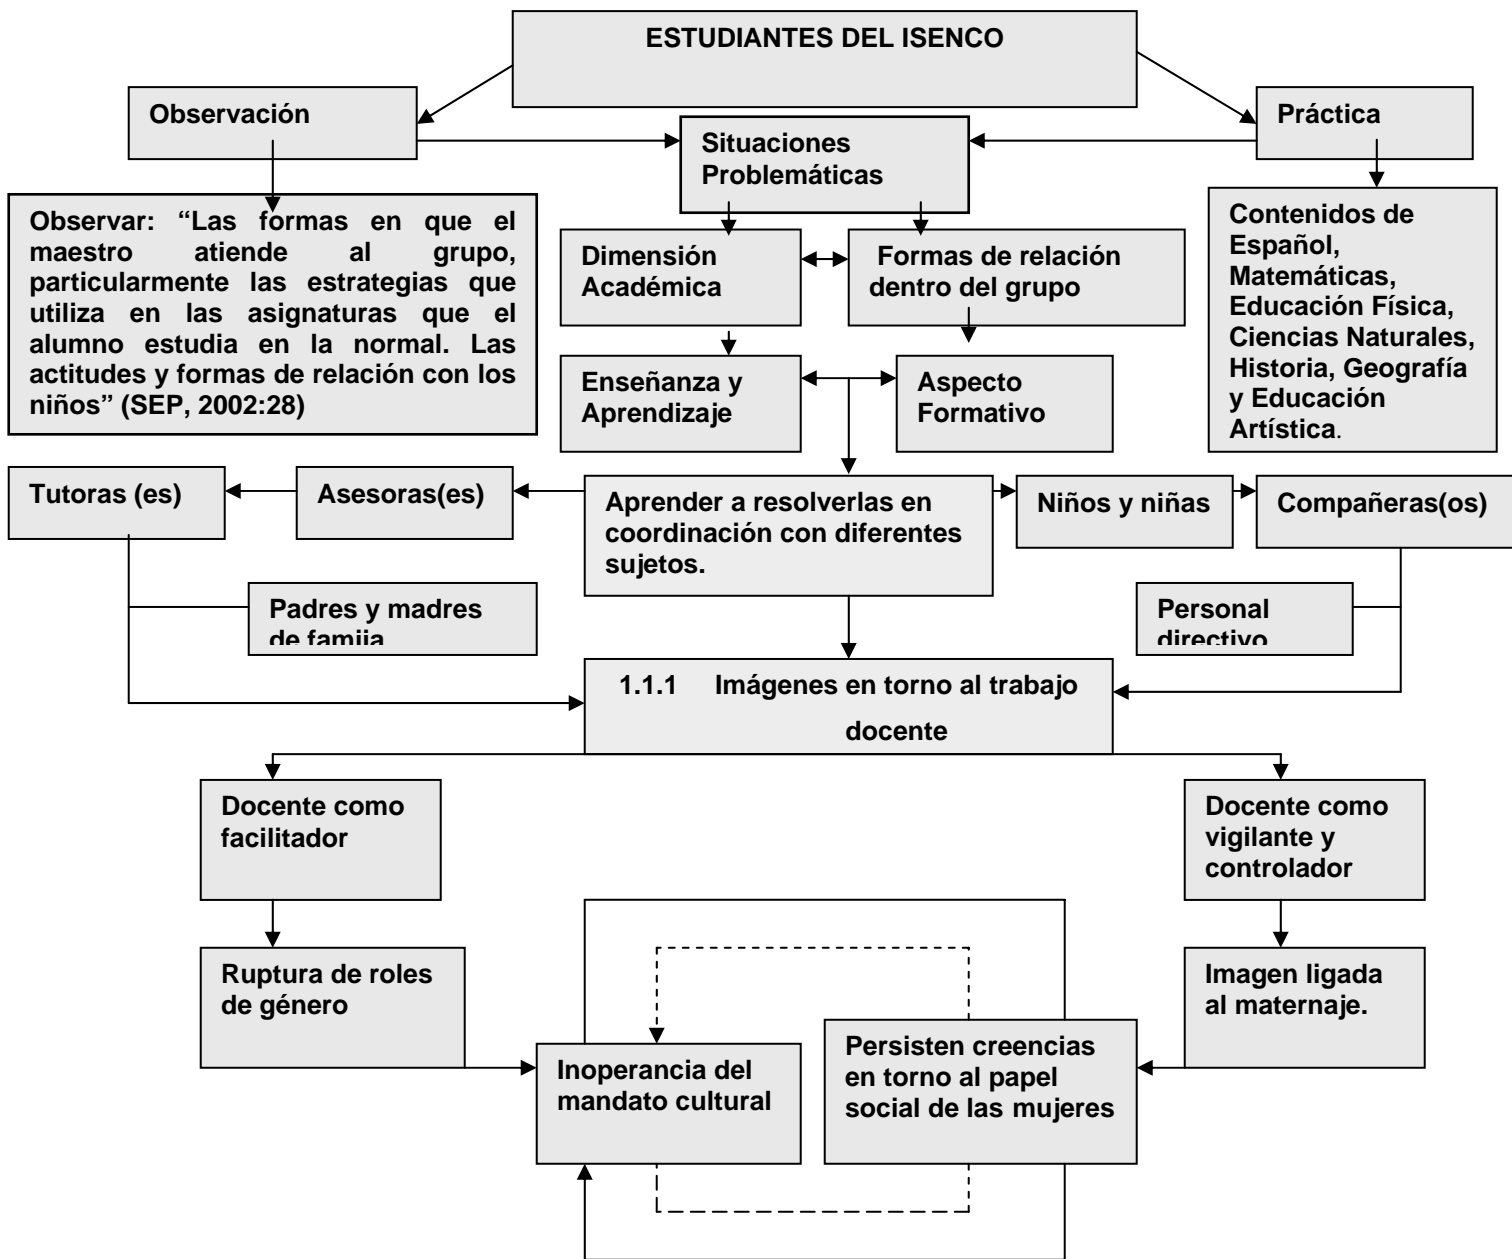 ESTUDIANTES DEL ISENCO
Observación
Situaciones
Problemáticas
Práctica
Observar: “Las formas en que el
maestro atiende al grupo,
particularmente las estrategias que
utiliza en las asignaturas que el
alumno estudia en la normal. Las
actitudes y formas de relación con los
niños” (SEP, 2002:28)
Dimensión
Académica
Formas de relación
dentro del grupo
Contenidos de
Español,
Matemáticas,
Educación Física,
Ciencias Naturales,
Historia, Geografía
y Educación
Artística.
Enseñanza y
Aprendizaje
Aspecto
Formativo
Tutoras (es)
Asesoras(es)
Aprender a resolverlas en
coordinación con diferentes
sujetos.
Niños y niñas
Compañeras(os)
Padres y madres
de famiia
Personal
directivo
1.1.1 Imágenes en torno al trabajo
docente
Docente como
facilitador
Docente como
vigilante y
controlador
Ruptura de roles
de género
Imagen ligada
al maternaje.
Inoperancia del
mandato cultural
Persisten creencias
en torno al papel
social de las mujeres